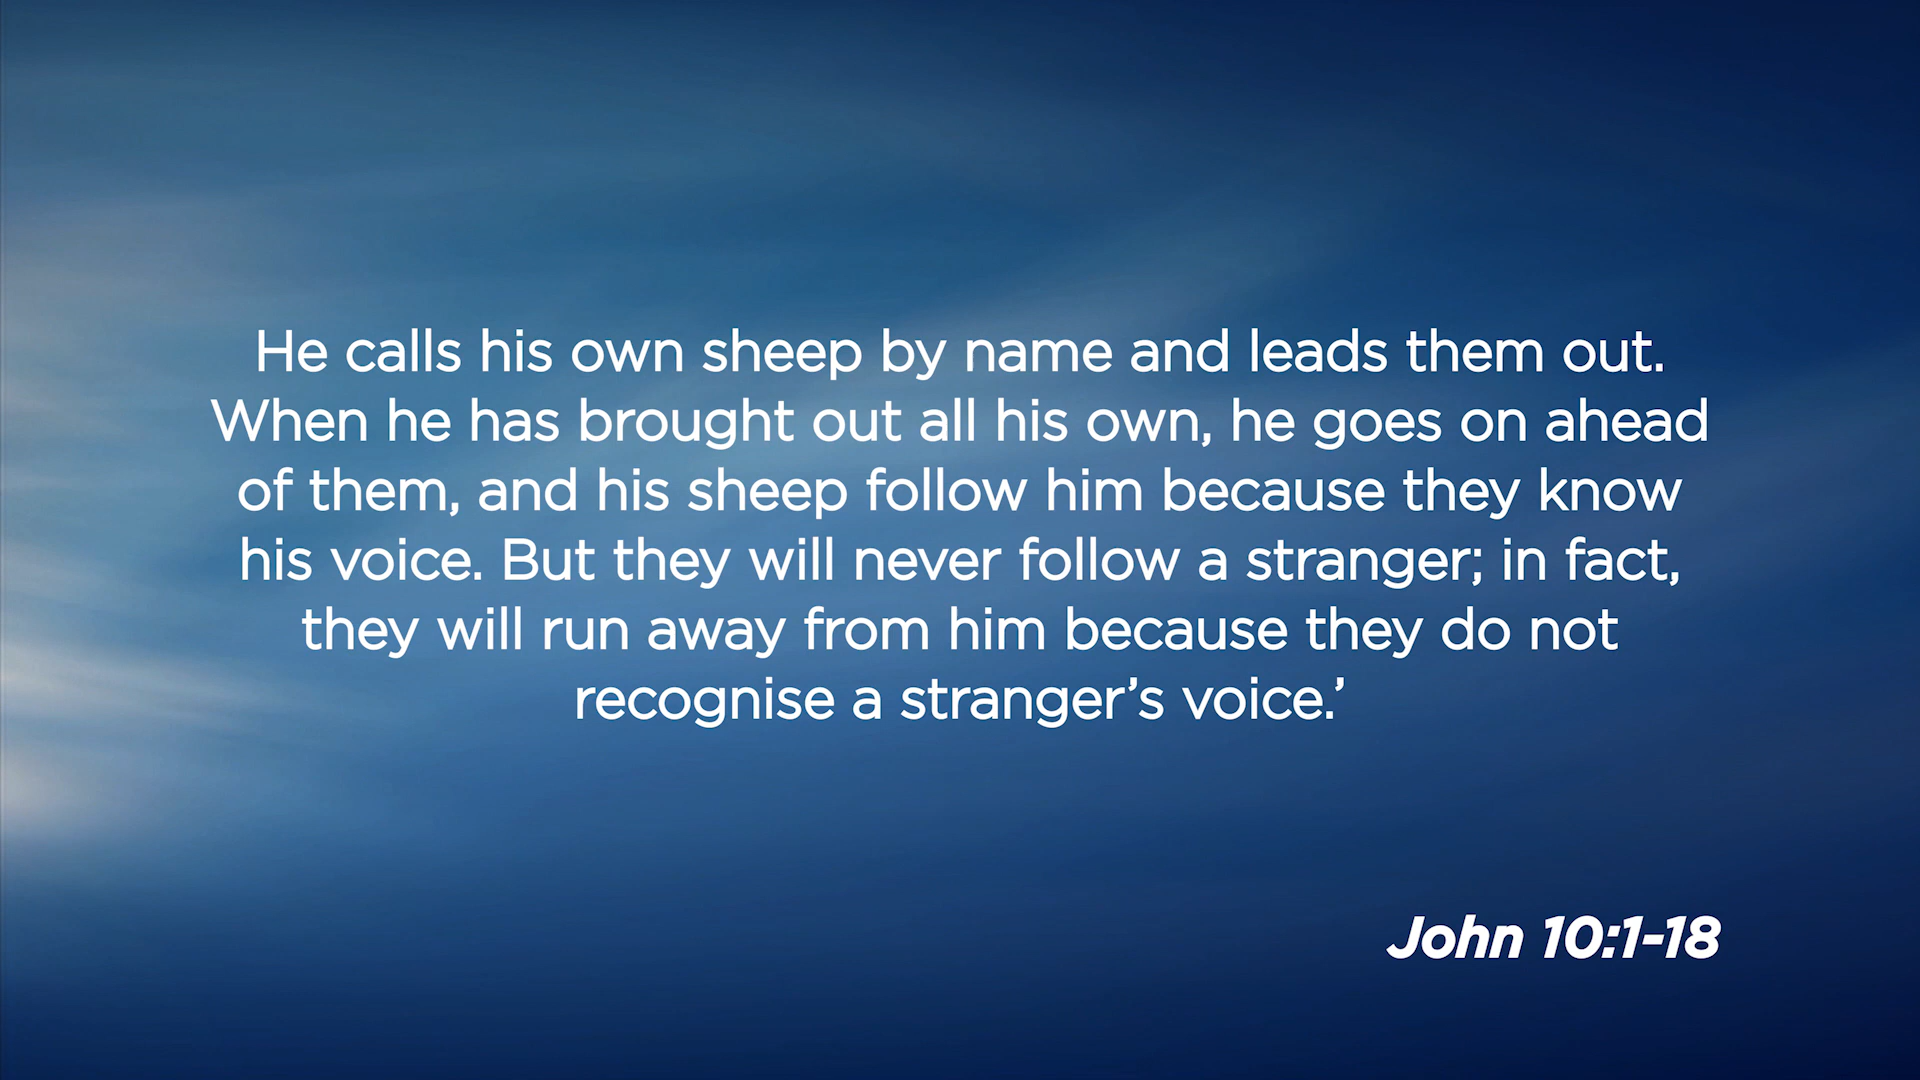 He calls his own sheep by name and leads them out.
When he has brought out all his own, he goes on ahead
of them, and his sheep follow him because they know
his voice. But they will never follow a stranger; in fact,
they will run away from him because they do not
recognise a stranger’s voice.’
John 10:1-18